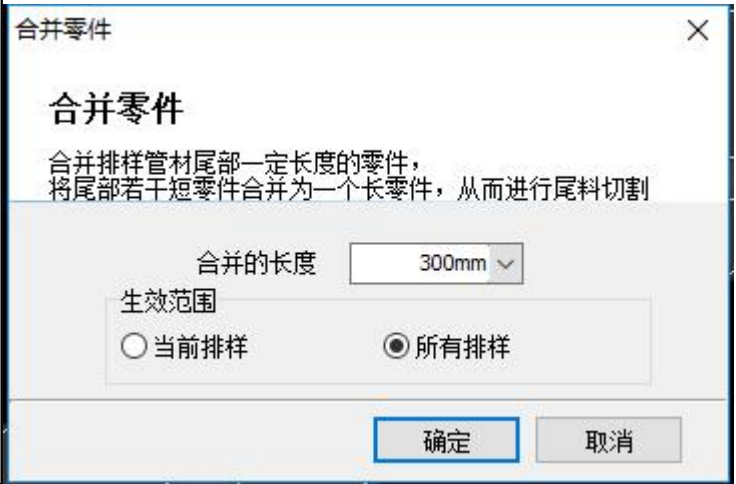 合并零件
合并零件
合并排样管材尾部一定长度的零件，
将尾部若干短零件合并为一个长零件，从而进行尾料切割
合并的长度 300mm
生效范围
当前排样 所有排样
确定 取消